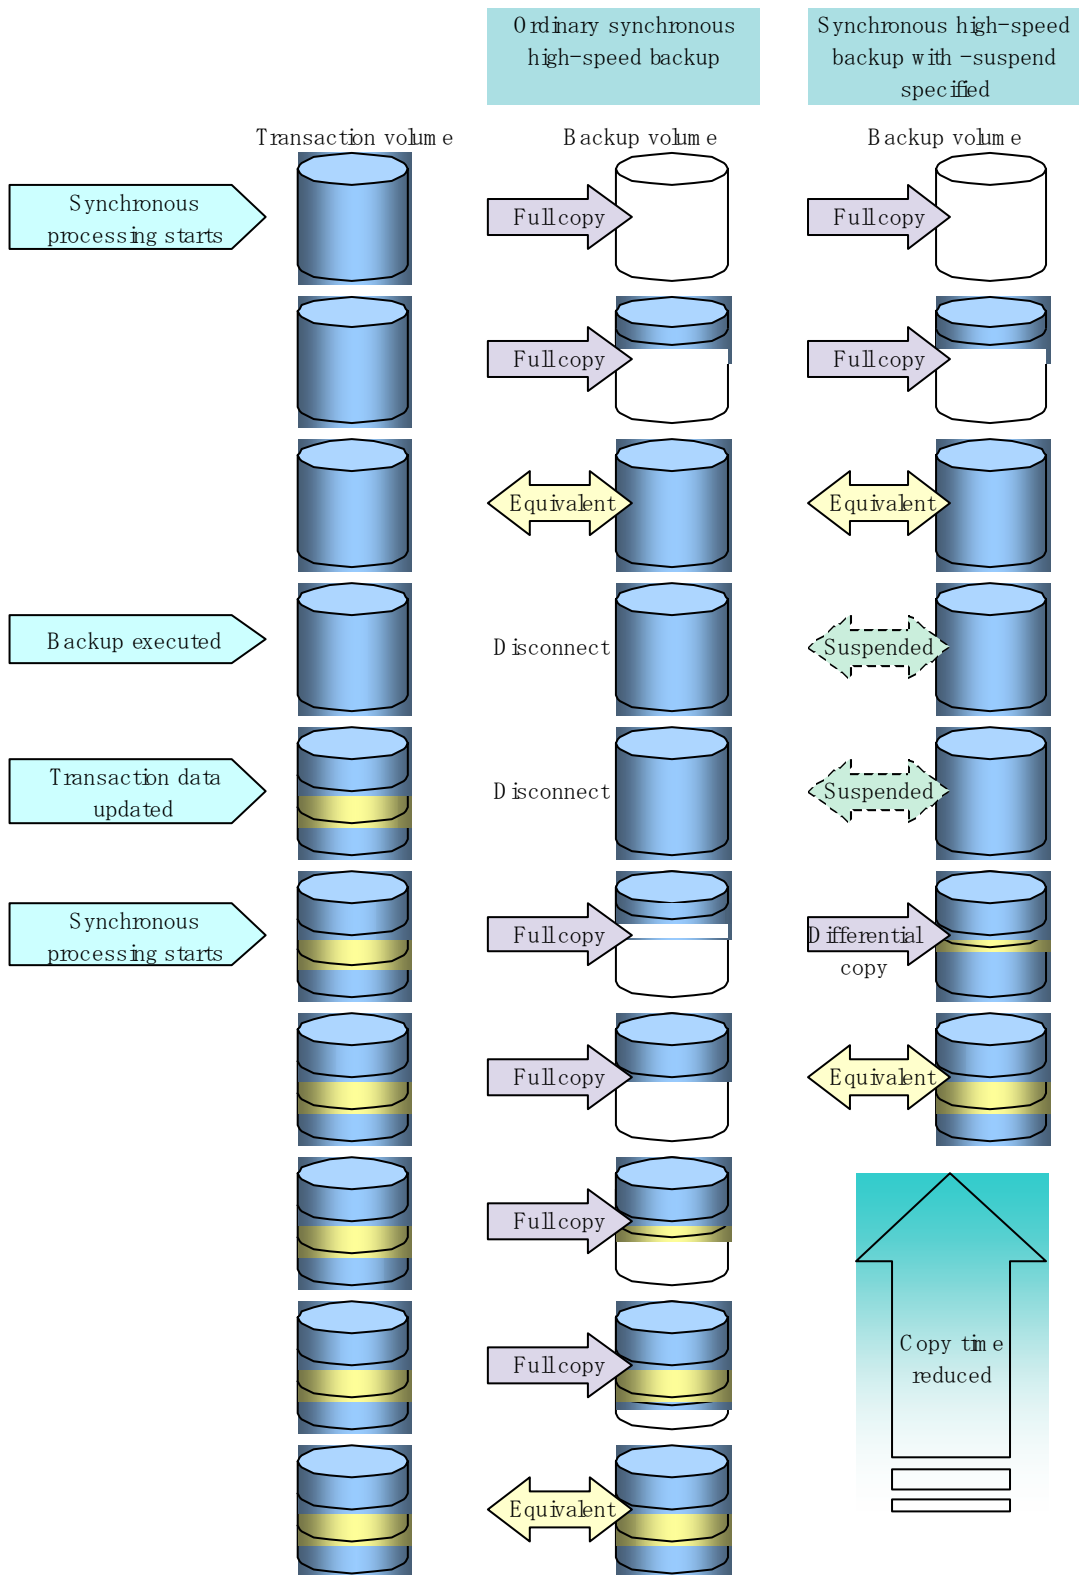 Ordinary synchronous
high-speed backup
Synchronous high-speed
backup with -suspend
specified
Transaction volume
Backup volume
Backup volume
Synchronous
processing starts
Full copy
Full copy
Full copy
Full copy
Equivalent
Equivalent
Backup executed
Disconnect
Suspended
Transaction data
updated
Disconnect
Suspended
Synchronous
processing starts
Full copy
Differential
copy
Full copy
Equivalent
Full copy
Full copy
Copy time
reduced
Equivalent